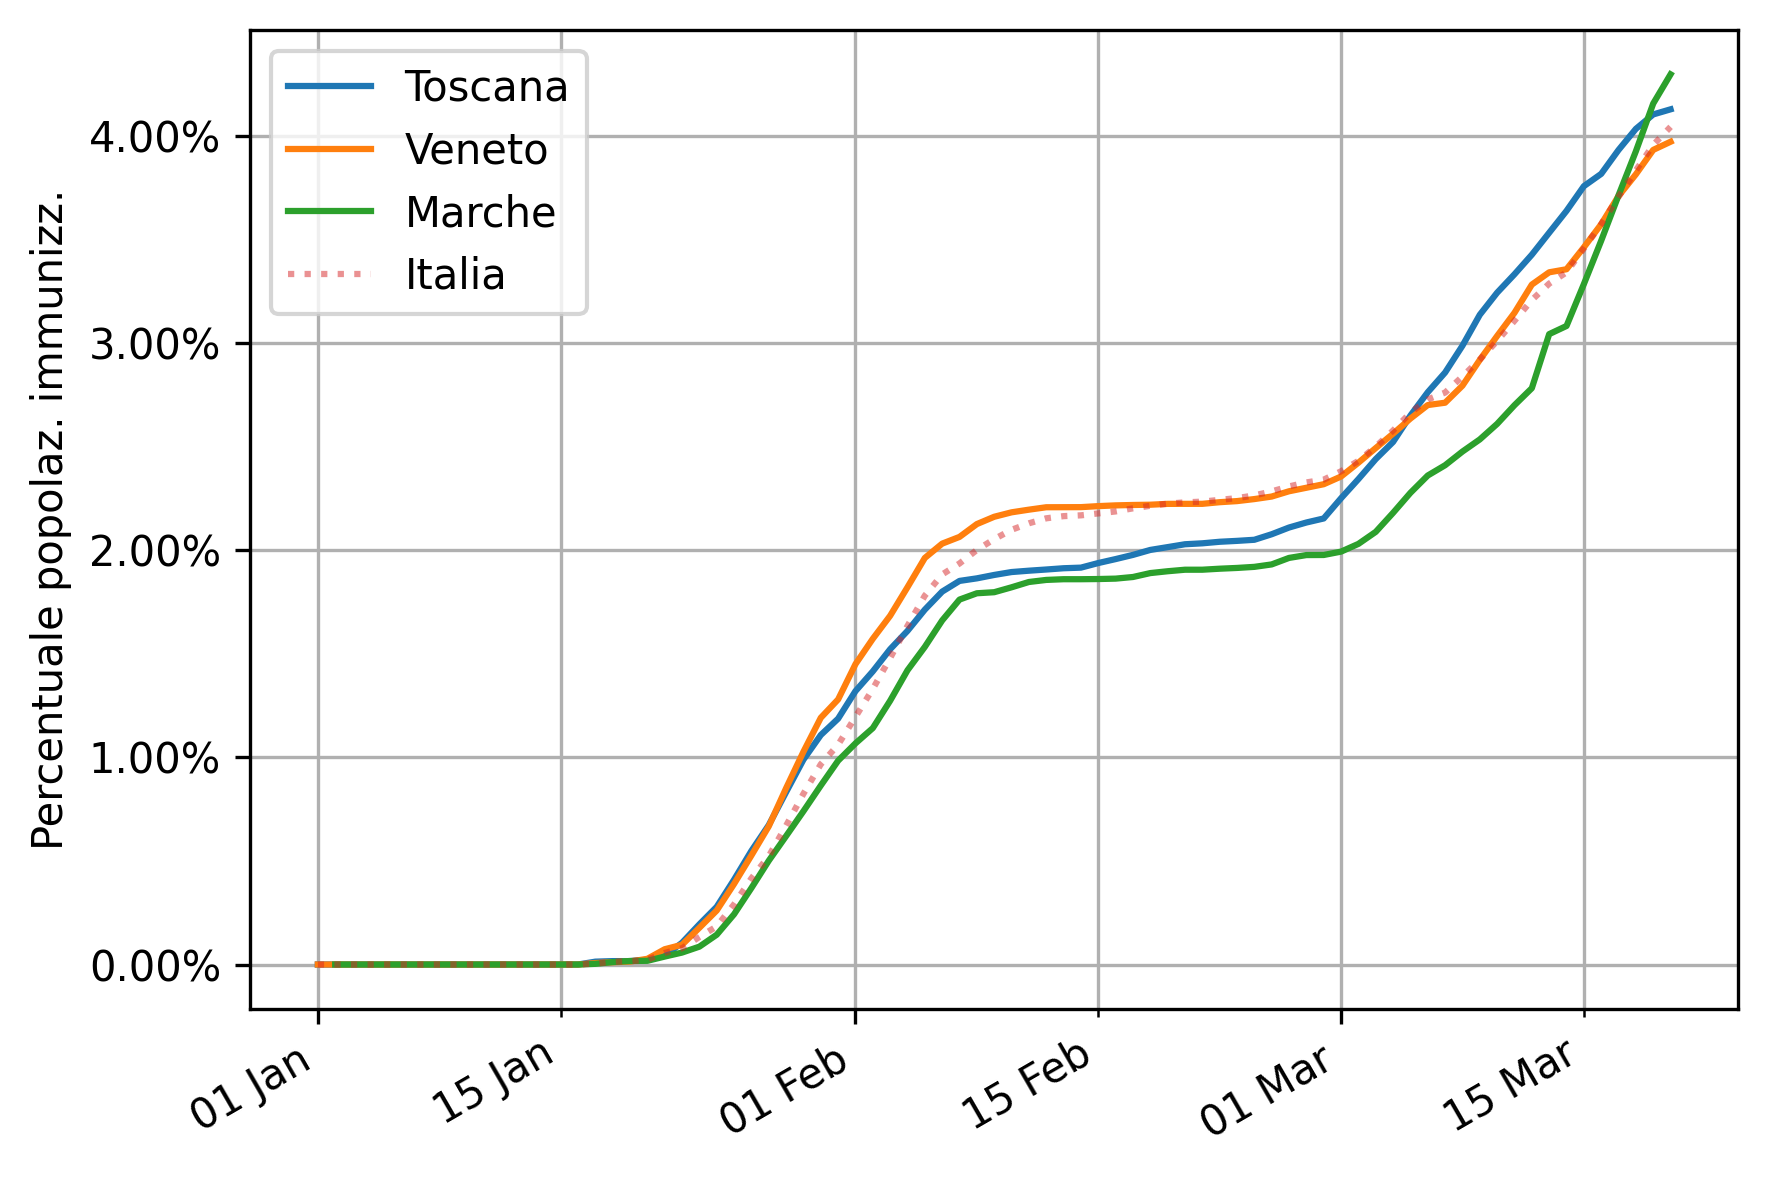 Toscana
Veneto
Marche
Italia
Percentuale popolaz. immunizz.
4.00%
3.00%
2.00%
1.00%
0.00%
01 Jan
15 Jan
01 Feb
15 Feb
01 Mar
15 Mar